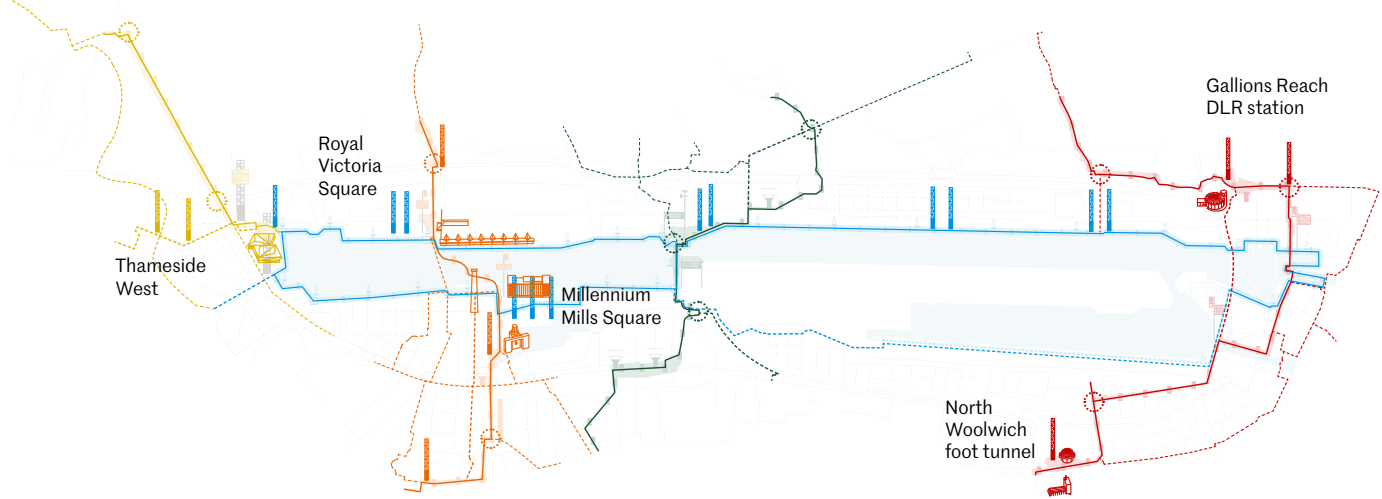 Gallions Reach
DLR station
Royal
Victoria
Square
Thameside
West
Millennium
Mills Square
North
Woolwich
foot tunnel